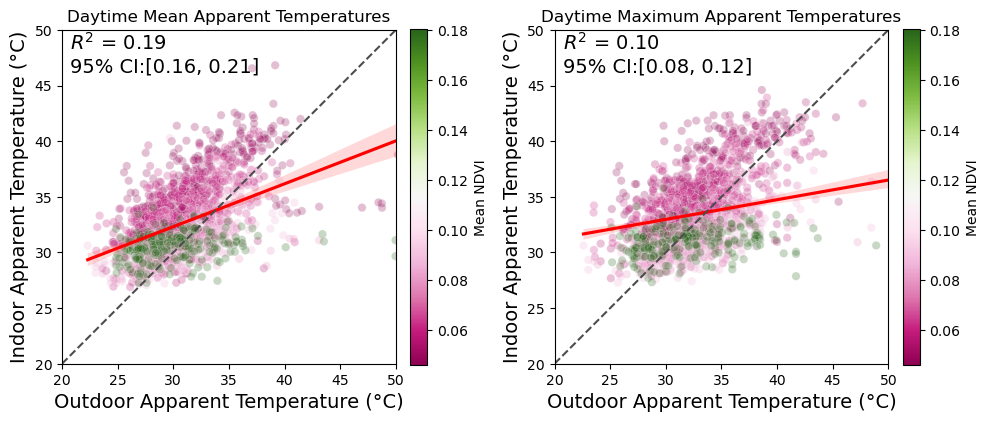 Daytime Mean Apparent Temperatures
R² = 0.19
95% CI:[0.16, 0.21]
Indoor Apparent Temperature (°C)
50
45
40
35
30
25
20
20 25 30 35 40 45 50
Outdoor Apparent Temperature (°C)
0.18
0.16
0.14
0.12
0.10
0.08
0.06
Mean NDVI
Daytime Maximum Apparent Temperatures
R² = 0.10
95% CI:[0.08, 0.12]
Indoor Apparent Temperature (°C)
50
45
40
35
30
25
20
20 25 30 35 40 45 50
Outdoor Apparent Temperature (°C)
0.18
0.16
0.14
0.12
0.10
0.08
0.06
Mean NDVI